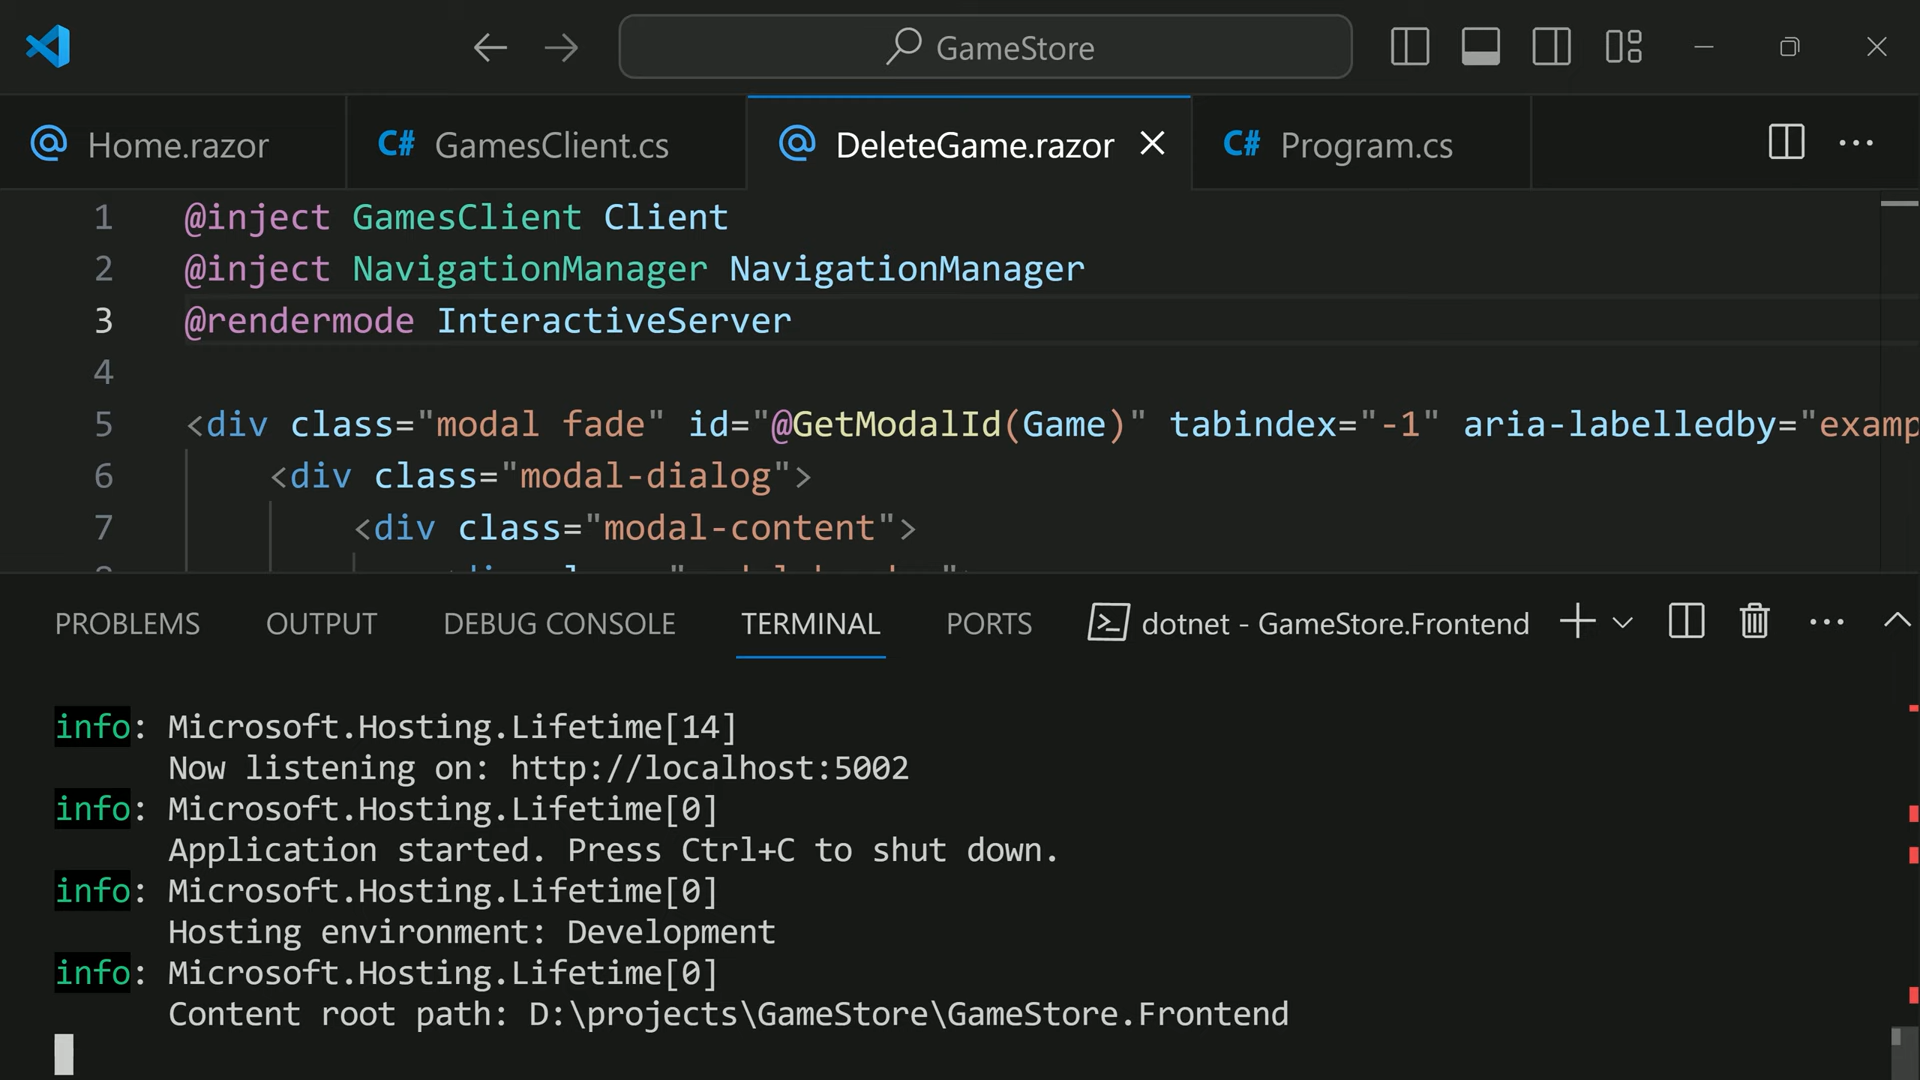 GameStore
Home.razor
C# GamesClient.cs
DeleteGame.razor
C# Program.cs
1 @inject GamesClient Client
2 @inject NavigationManager NavigationManager
3 @rendermode InteractiveServer
4
5 <div class="modal fade" id="@GetModalId(Game)" tabindex="-1" aria-labelledby="examp
6 <div class="modal-dialog">
7 <div class="modal-content">
PROBLEMS OUTPUT DEBUG CONSOLE TERMINAL PORTS dotnet - GameStore.Frontend
info: Microsoft.Hosting.Lifetime[14]
Now listening on: http://localhost:5002
info: Microsoft.Hosting.Lifetime[0]
Application started. Press Ctrl+C to shut down.
info: Microsoft.Hosting.Lifetime[0]
Hosting environment: Development
info: Microsoft.Hosting.Lifetime[0]
Content root path: D:\projects\GameStore\GameStore.Frontend